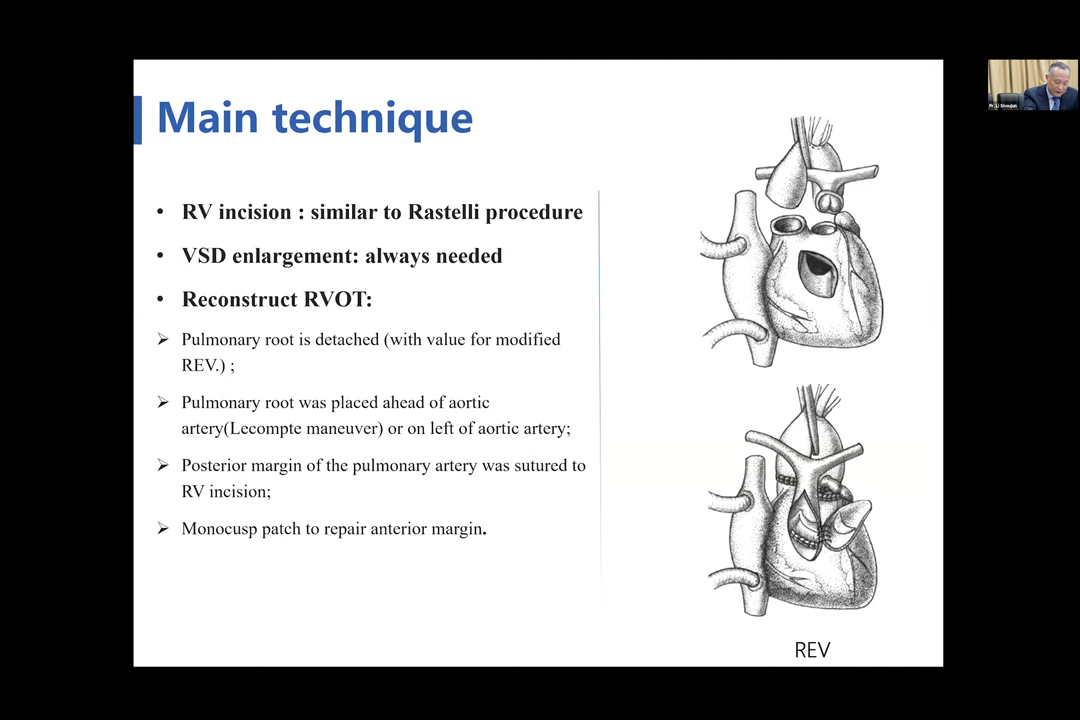 Main technique
• RV incision : similar to Rastelli procedure
• VSD enlargement: always needed
• Reconstruct RVOT:
➢ Pulmonary root is detached (with value for modified
REV.) ;
➢ Pulmonary root was placed ahead of aortic
artery(Lecompte maneuver) or on left of aortic artery;
➢ Posterior margin of the pulmonary artery was sutured to
RV incision;
➢ Monocusp patch to repair anterior margin.
REV
Pr. Li Shoujun